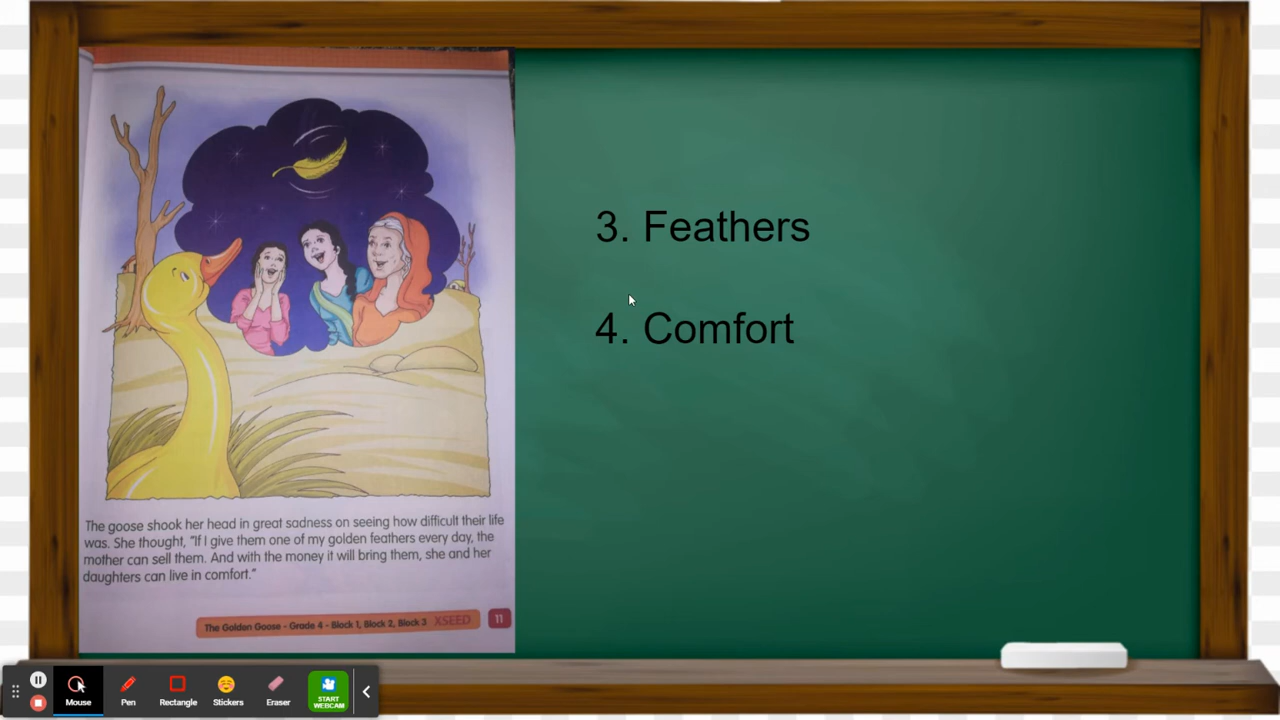 3. Feathers
4. Comfort
The goose shook her head in great sadness on seeing how difficult their life
was. She thought, "If I give them one of my golden feathers every day, the
mother can sell them. And with the money it will bring them, she and her
daughters can live in comfort."
The Golden Goose - Grade 4 - Block 1, Block 2, Block 3 XSEED 11
Mouse
Pen
Rectangle
Stickers
Eraser
START
WEBCAM